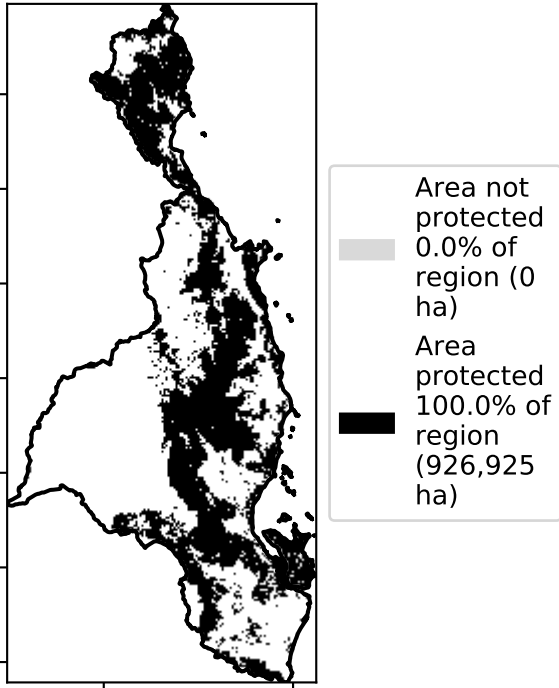 Area not
protected
0.0% of
region (0
ha)
Area
protected
100.0% of
region
(926,925
ha)